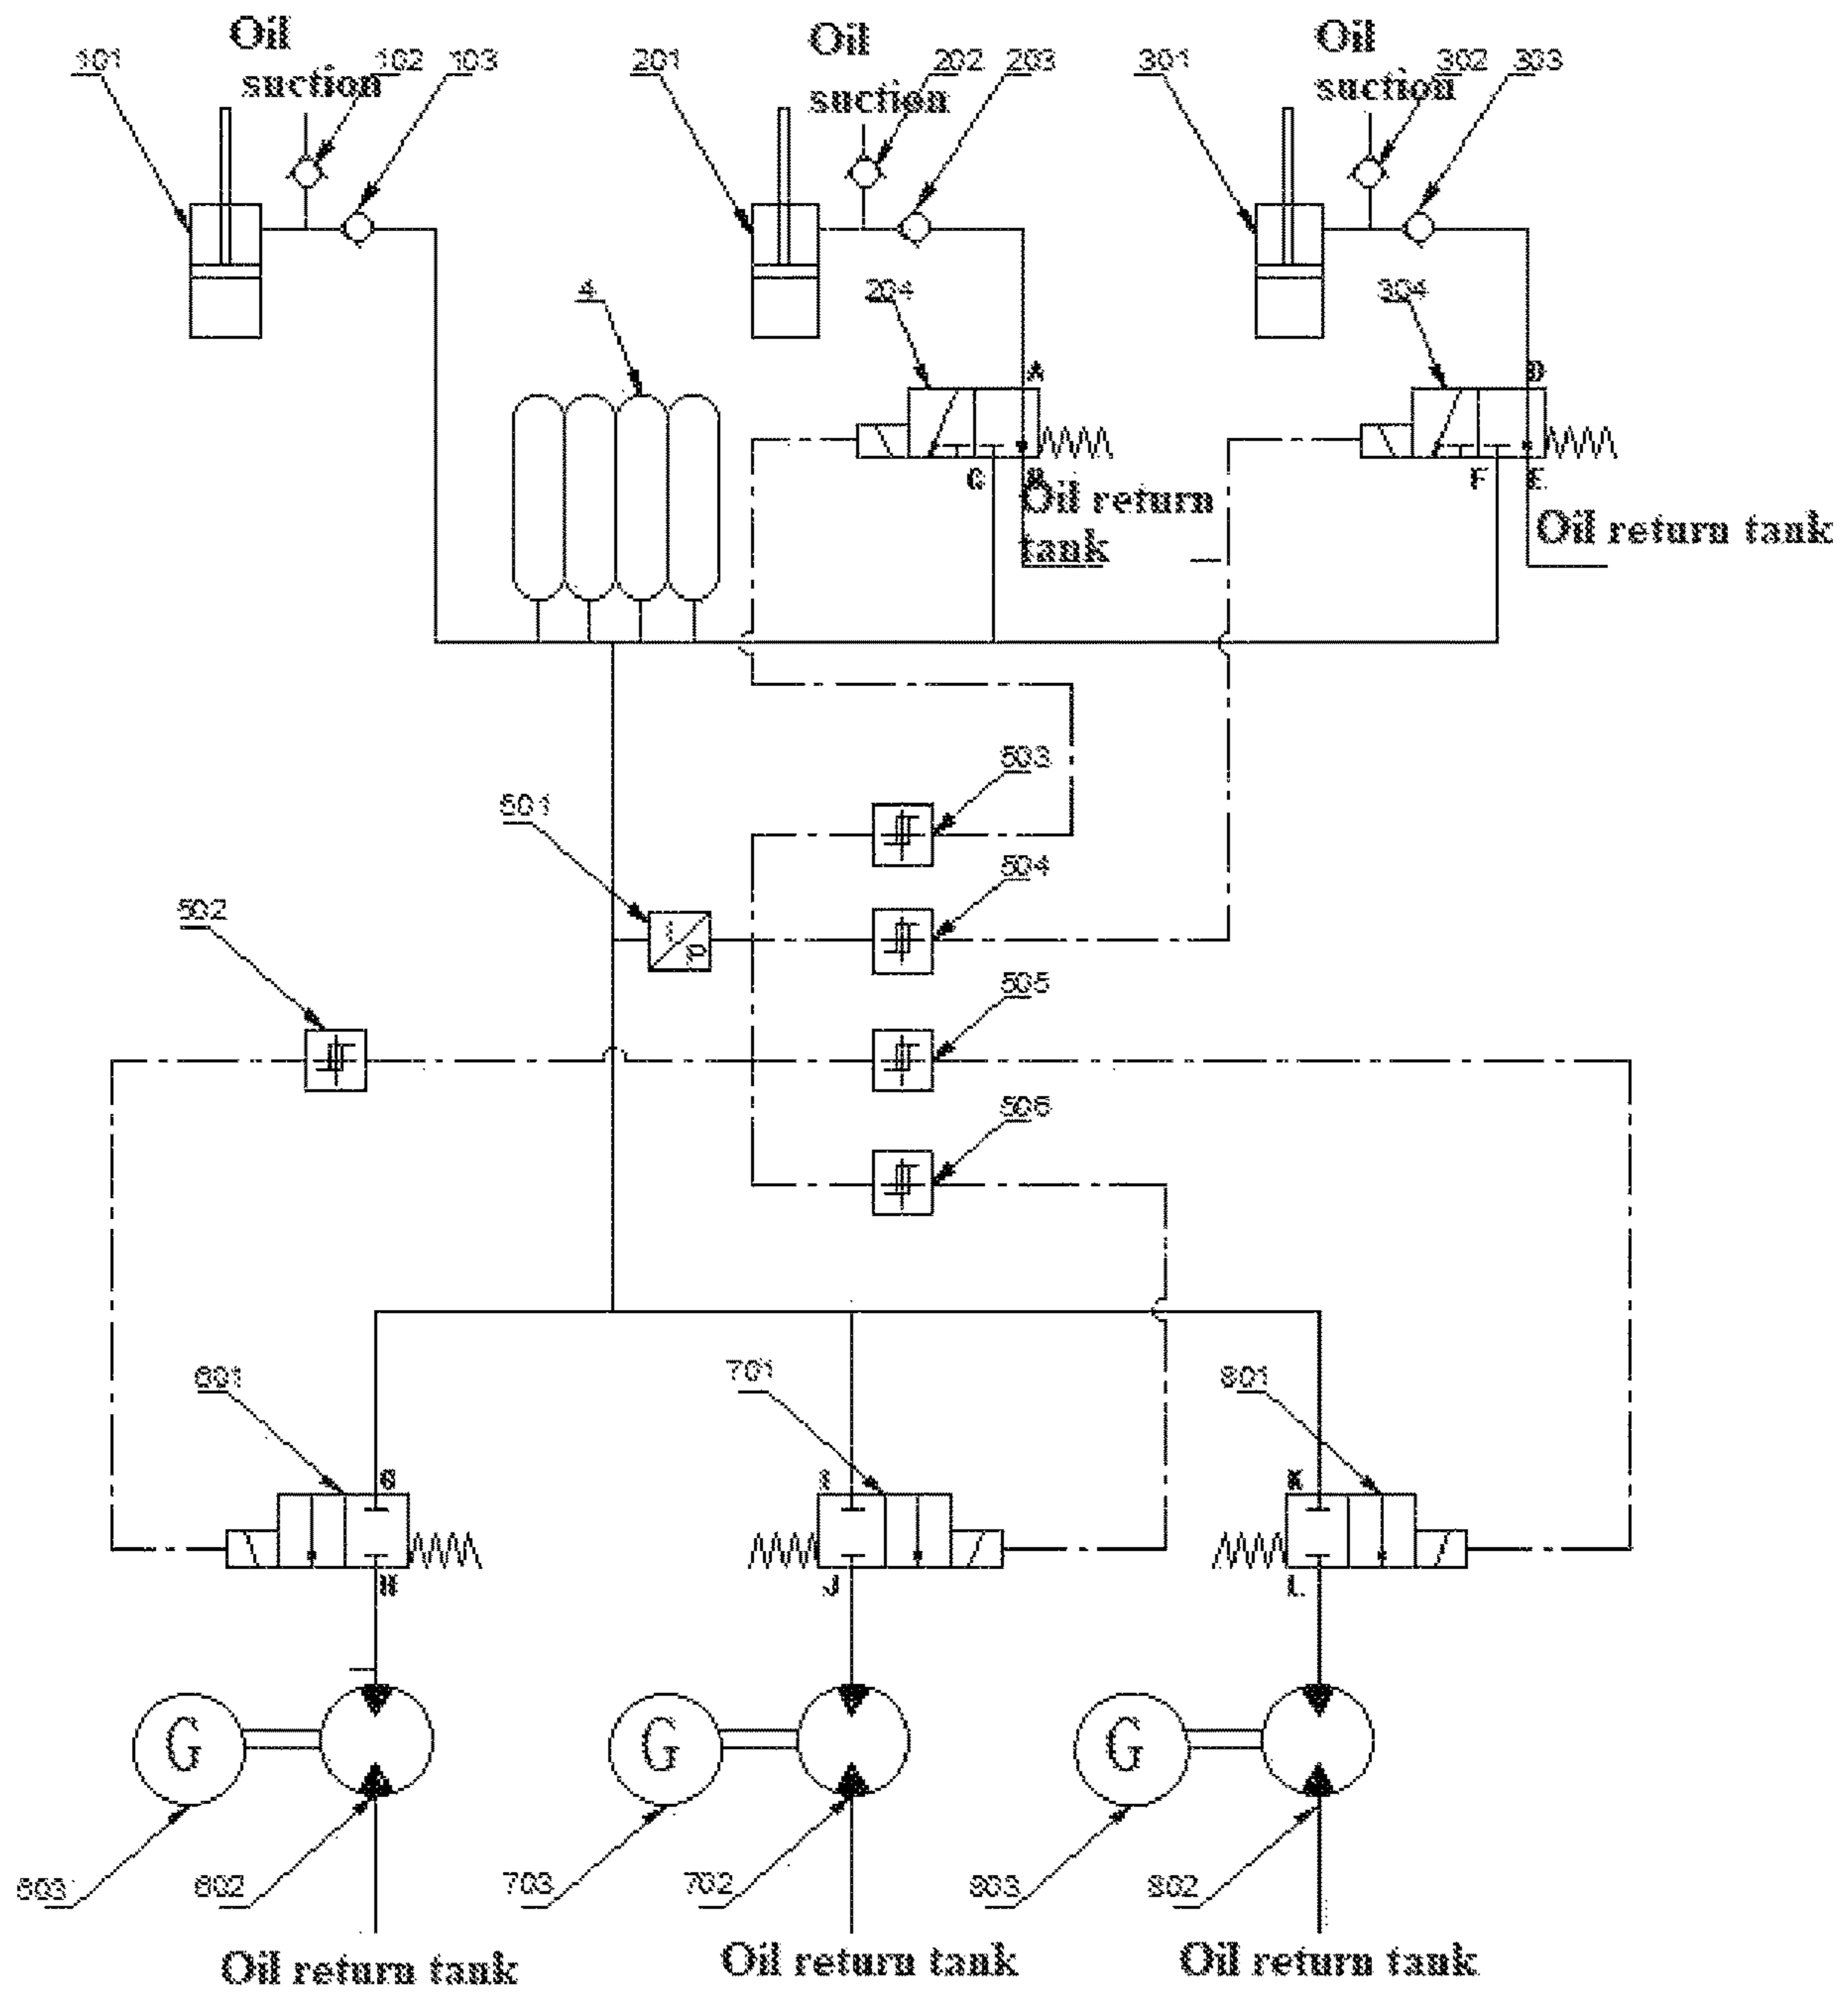 Oil
suction
Oil
suction
Oil
suction
101
102
103
201
202
203
301
302
303
4
204
304
A
D
F
E
Oil return
tank
Oil return tank
503
501
504
502
505
506
601
701
801
G
I
K
H
J
L
G
G
G
603
602
703
702
803
802
Oil return tank
Oil return tank
Oil return tank